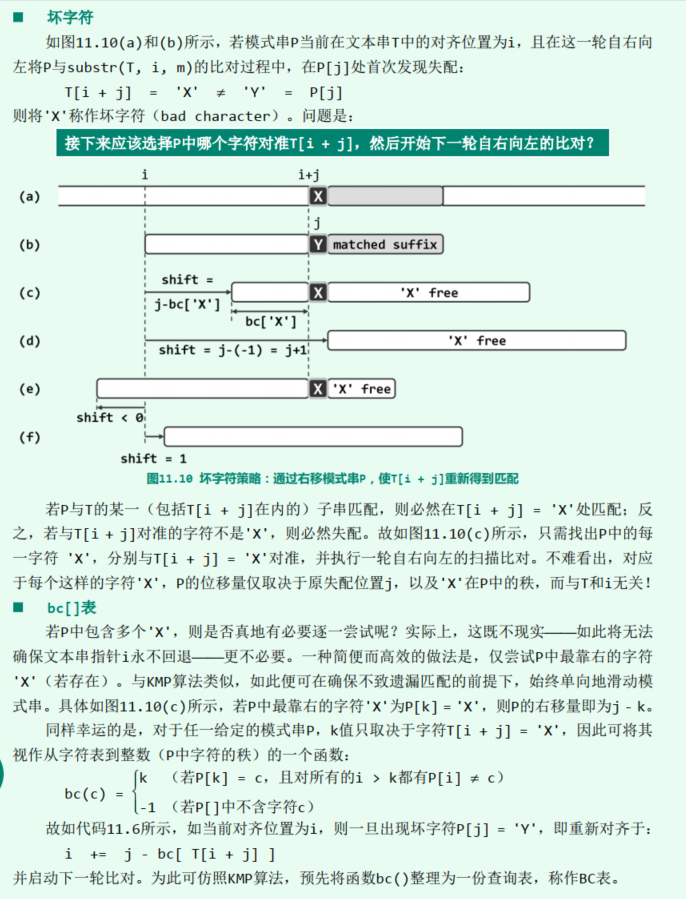 ■ 坏字符
如图11.10(a)和(b)所示，若模式串P当前在文本串T中的对齐位置为i，且在这一轮自右向
左将P与substr(T, i, m)的比对过程中，在P[j]处首次发现失配：
T[i + j] = 'X' ≠ 'Y' = P[j]
则将'X'称作坏字符（bad character）。问题是：
接下来应该选择P中哪个字符对准T[i + j]，然后开始下一轮自右向左的比对？
i i+j
(a) X
j
(b) Y matched suffix
shift =
(c) X 'X' free
j-bc['X']
bc['X']
(d) 'X' free
shift = j-(-1) = j+1
(e) X 'X' free
shift < 0
(f)
shift = 1
图11.10 坏字符策略：通过右移模式串P，使T[i + j]重新得到匹配
若P与T的某一（包括T[i + j]在内的）子串匹配，则必然在T[i + j] = 'X'处匹配；反
之，若与T[i + j]对准的字符不是'X'，则必然失配。故如图11.10(c)所示，只需找出P中的每
一字符 'X'，分别与T[i + j] = 'X'对准，并执行一轮自右向左的扫描比对。不难看出，对应
于每个这样的字符'X'，P的位移量仅取决于原失配位置j，以及'X'在P中的秩，而与T和i无关！
■ bc[]表
若P中包含多个'X'，则是否真地有必要逐一尝试呢？实际上，这既不现实——如此将无法
确保文本串指针i永不回退——更不必要。一种简便而高效的做法是，仅尝试P中最靠右的字符
'X'（若存在）。与KMP算法类似，如此便可在确保不致遗漏匹配的前提下，始终单向地滑动模
式串。具体如图11.10(c)所示，若P中最靠右的字符'X'为P[k] = 'X'，则P的右移量即为j - k。
同样幸运的是，对于任一给定的模式串P，k值只取决于字符T[i + j] = 'X'，因此可将其
视作从字符表到整数（P中字符的秩）的一个函数：
k （若P[k] = c，且对所有的i > k都有P[i] ≠ c）
bc(c) =
-1 （若P[]中不含字符c）
故如代码11.6所示，如当前对齐位置为i，则一旦出现坏字符P[j] = 'Y'，即重新对齐于：
i += j - bc[ T[i + j] ]
并启动下一轮比对。为此可仿照KMP算法，预先将函数bc()整理为一份查询表，称作BC表。